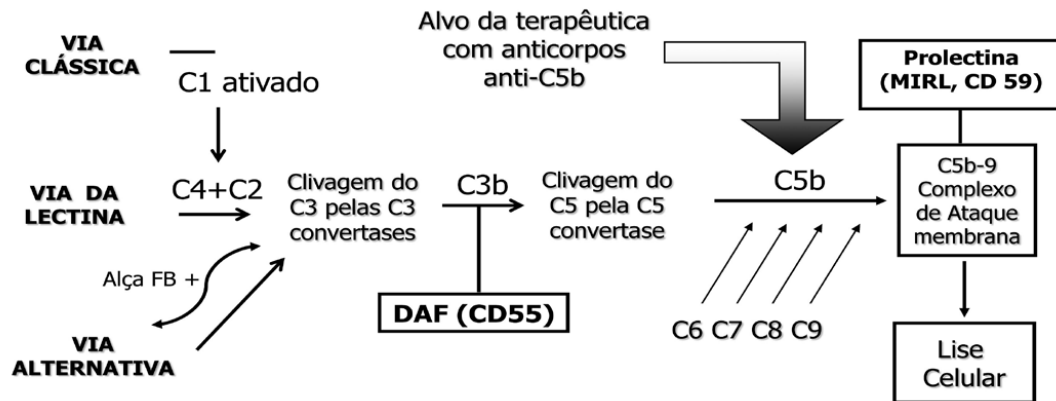 VIA
CLÁSSICA
C1 ativado
Alvo da terapêutica
com anticorpos
anti-C5b
Prolectina
(MIRL, CD 59)
VIA DA
LECTINA
C4+C2
Clivagem do
C3 pelas C3
convertases
C3b
Clivagem do
C5 pela C5
convertase
C5b
C5b-9
Complexo
de Ataque
membrana
Alça FB +
DAF (CD55)
C6 C7 C8 C9
VIA
ALTERNATIVA
Lise
Celular